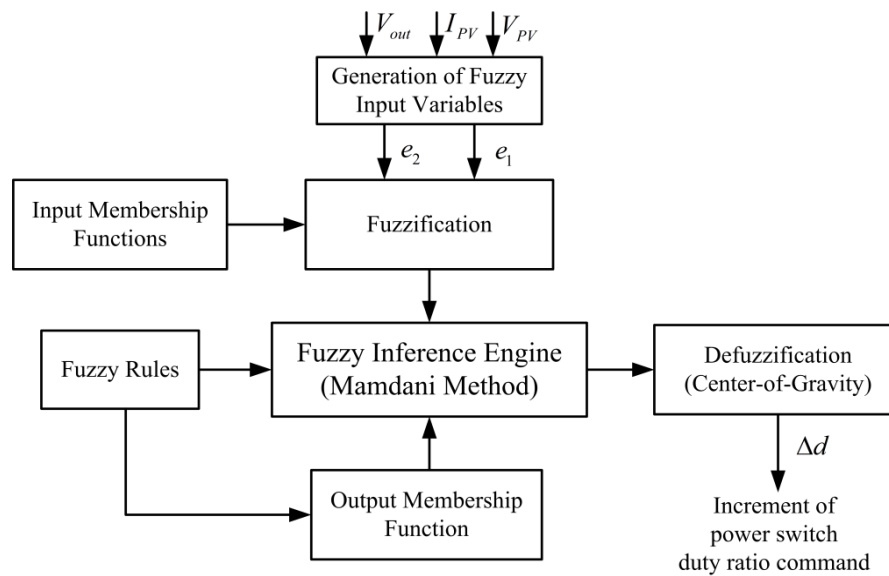 V_out I_PV V_PV
Generation of Fuzzy
Input Variables
e_2 e_1
Input Membership
Functions
Fuzzification
Fuzzy Rules
Fuzzy Inference Engine
(Mamdani Method)
Defuzzification
(Center-of-Gravity)
Δd
Output Membership
Function
Increment of
power switch
duty ratio command